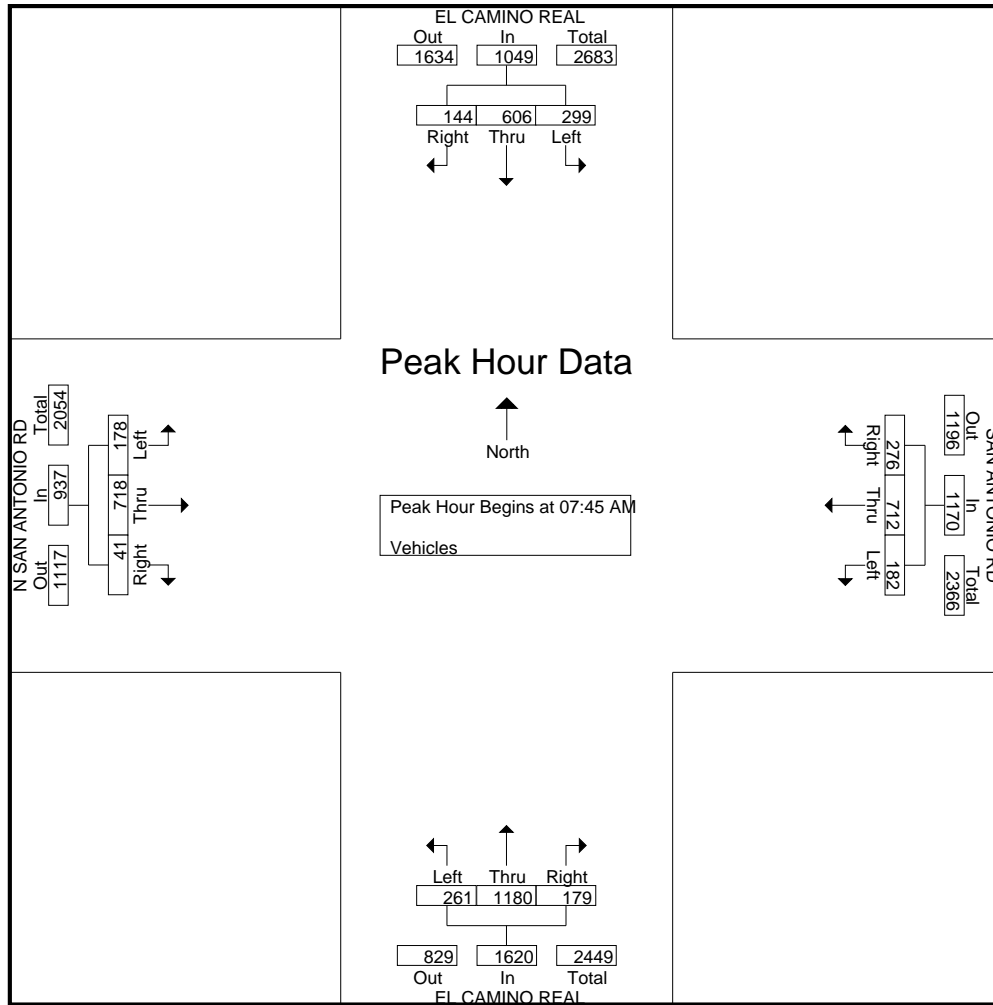 EL CAMINO REAL
Out In Total
1634 1049 2683
144 606 299
Right Thru Left
Peak Hour Data
North
Peak Hour Begins at 07:45 AM
Vehicles
N SAN ANTONIO RD
Out In Total
1117 937 2054
41 718 178
Right Thru Left
SAN ANTONIO RD
Out In Total
1196 1170 2366
276 712 182
Right Thru Left
Left Thru Right
261 1180 179
829 1620 2449
Out In Total
EL CAMINO REAL